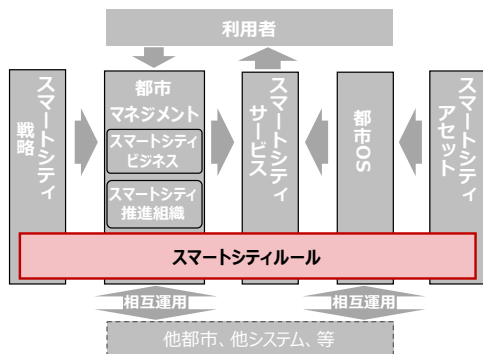 利用者
スマートシティ
戦略
都市
マネジメント
スマートシティ
ビジネス
スマートシティ
推進組織
スマートシティ
サービス
都市OS
スマートシティ
アセット
スマートシティルール
相互運用
相互運用
他都市、他システム、等